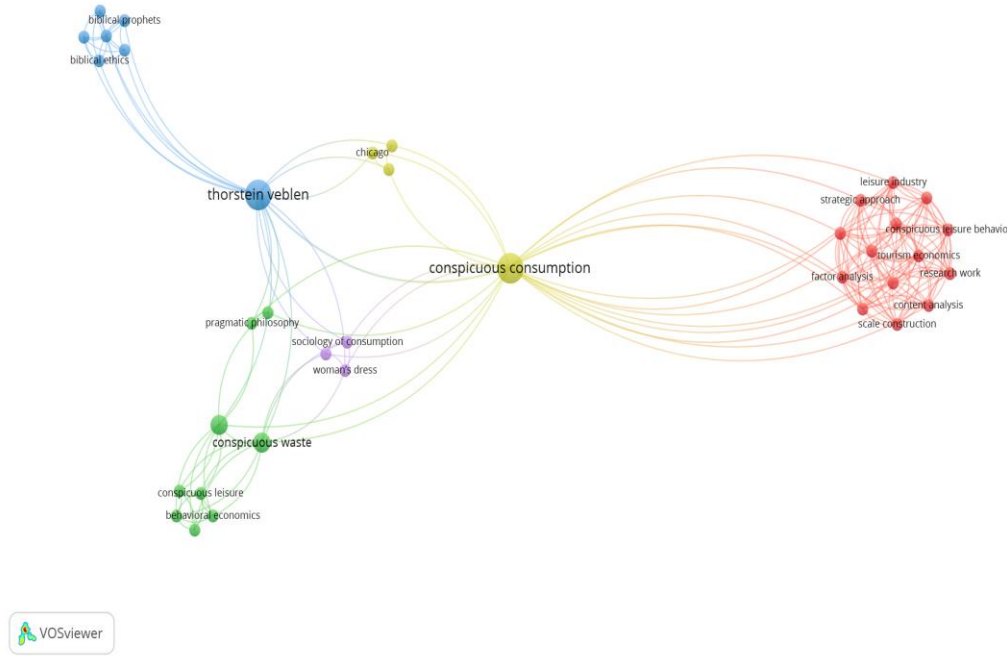 biblical prophets
biblical ethics
thorstein veblen
chicago
conspicuous consumption
leisure industry
strategic approach
conspicuous leisure behavio
tourism economics
factor analysis
research work
content analysis
scale construction
pragmatic philosophy
sociology of consumption
woman's dress
conspicuous waste
conspicuous leisure
behavioral economics
VOSviewer